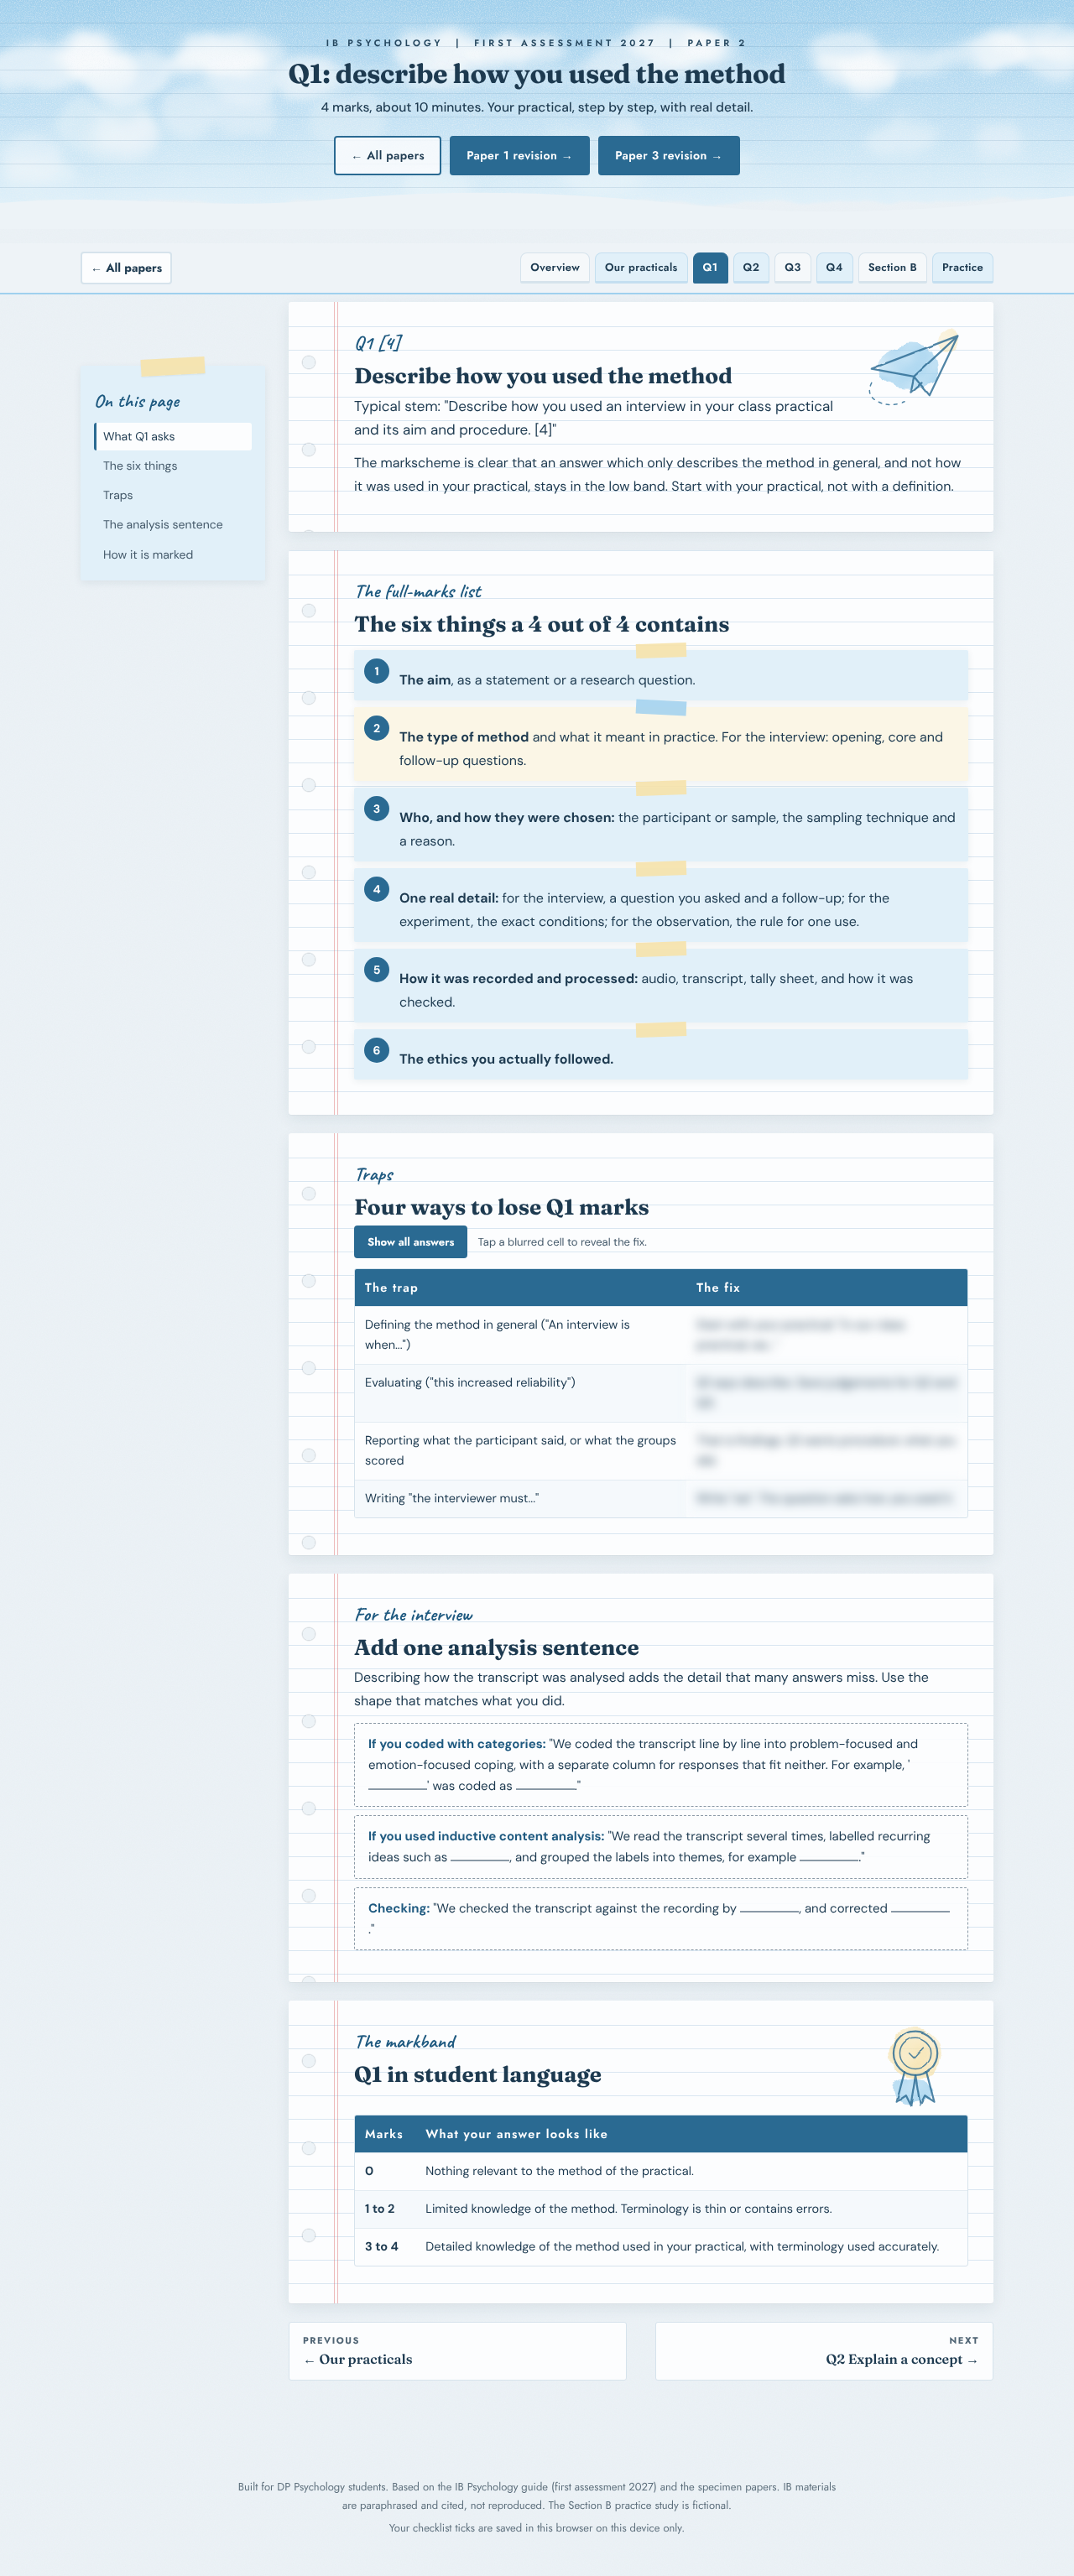 IB PSYCHOLOGY | FIRST ASSESSMENT 2027 | PAPER 2
Q1: describe how you used the method
4 marks, about 10 minutes. Your practical, step by step, with real detail.
← All papers
Paper 1 revision →
Paper 3 revision →
← All papers
Overview
Our practicals
Q1
Q2
Q3
Q4
Section B
Practice
On this page
What Q1 asks
The six things
Traps
The analysis sentence
How it is marked
Q1 [4]
Describe how you used the method
Typical stem: "Describe how you used an interview in your class practical
and its aim and procedure. [4]"
The markscheme is clear that an answer which only describes the method in general, and not how
it was used in your practical, stays in the low band. Start with your practical, not with a definition.
The full-marks list
The six things a 4 out of 4 contains
1
The aim, as a statement or a research question.
2
The type of method and what it meant in practice. For the interview: opening, core and
follow-up questions.
3
Who, and how they were chosen: the participant or sample, the sampling technique and
a reason.
4
One real detail: for the interview, a question you asked and a follow-up; for the
experiment, the exact conditions; for the observation, the rule for one use.
5
How it was recorded and processed: audio, transcript, tally sheet, and how it was
checked.
6
The ethics you actually followed.
Traps
Four ways to lose Q1 marks
Show all answers
Tap a blurred cell to reveal the fix.
The trap
The fix
Defining the method in general ("An interview is
when...")
Evaluating ("this increased reliability")
Reporting what the participant said, or what the groups
scored
Writing "the interviewer must..."
For the interview
Add one analysis sentence
Describing how the transcript was analysed adds the detail that many answers miss. Use the
shape that matches what you did.
If you coded with categories: "We coded the transcript line by line into problem-focused and
emotion-focused coping, with a separate column for responses that fit neither. For example, '
________' was coded as ________"
If you used inductive content analysis: "We read the transcript several times, labelled recurring
ideas such as ________, and grouped the labels into themes, for example ________."
Checking: "We checked the transcript against the recording by ________, and corrected ________
."
The markband
Q1 in student language
Marks
What your answer looks like
0
Nothing relevant to the method of the practical.
1 to 2
Limited knowledge of the method. Terminology is thin or contains errors.
3 to 4
Detailed knowledge of the method used in your practical, with terminology used accurately.
PREVIOUS
← Our practicals
NEXT
Q2 Explain a concept →
Built for DP Psychology students. Based on the IB Psychology guide (first assessment 2027) and the specimen papers. IB materials
are paraphrased and cited, not reproduced. The Section B practice study is fictional.
Your checklist ticks are saved in this browser on this device only.